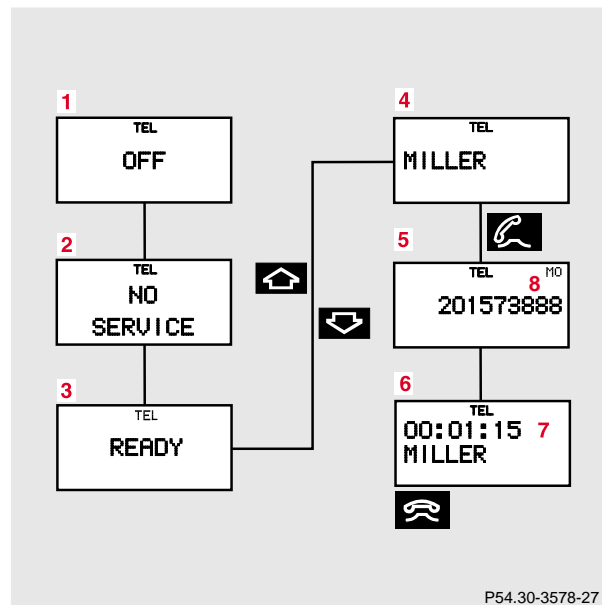 1
TEL
OFF
2
TEL
NO
SERVICE
3
TEL
READY
4
TEL
MILLER
5
TEL MO
8
201573888
6
TEL
00:01:15 7
MILLER
P54.30-3578-27